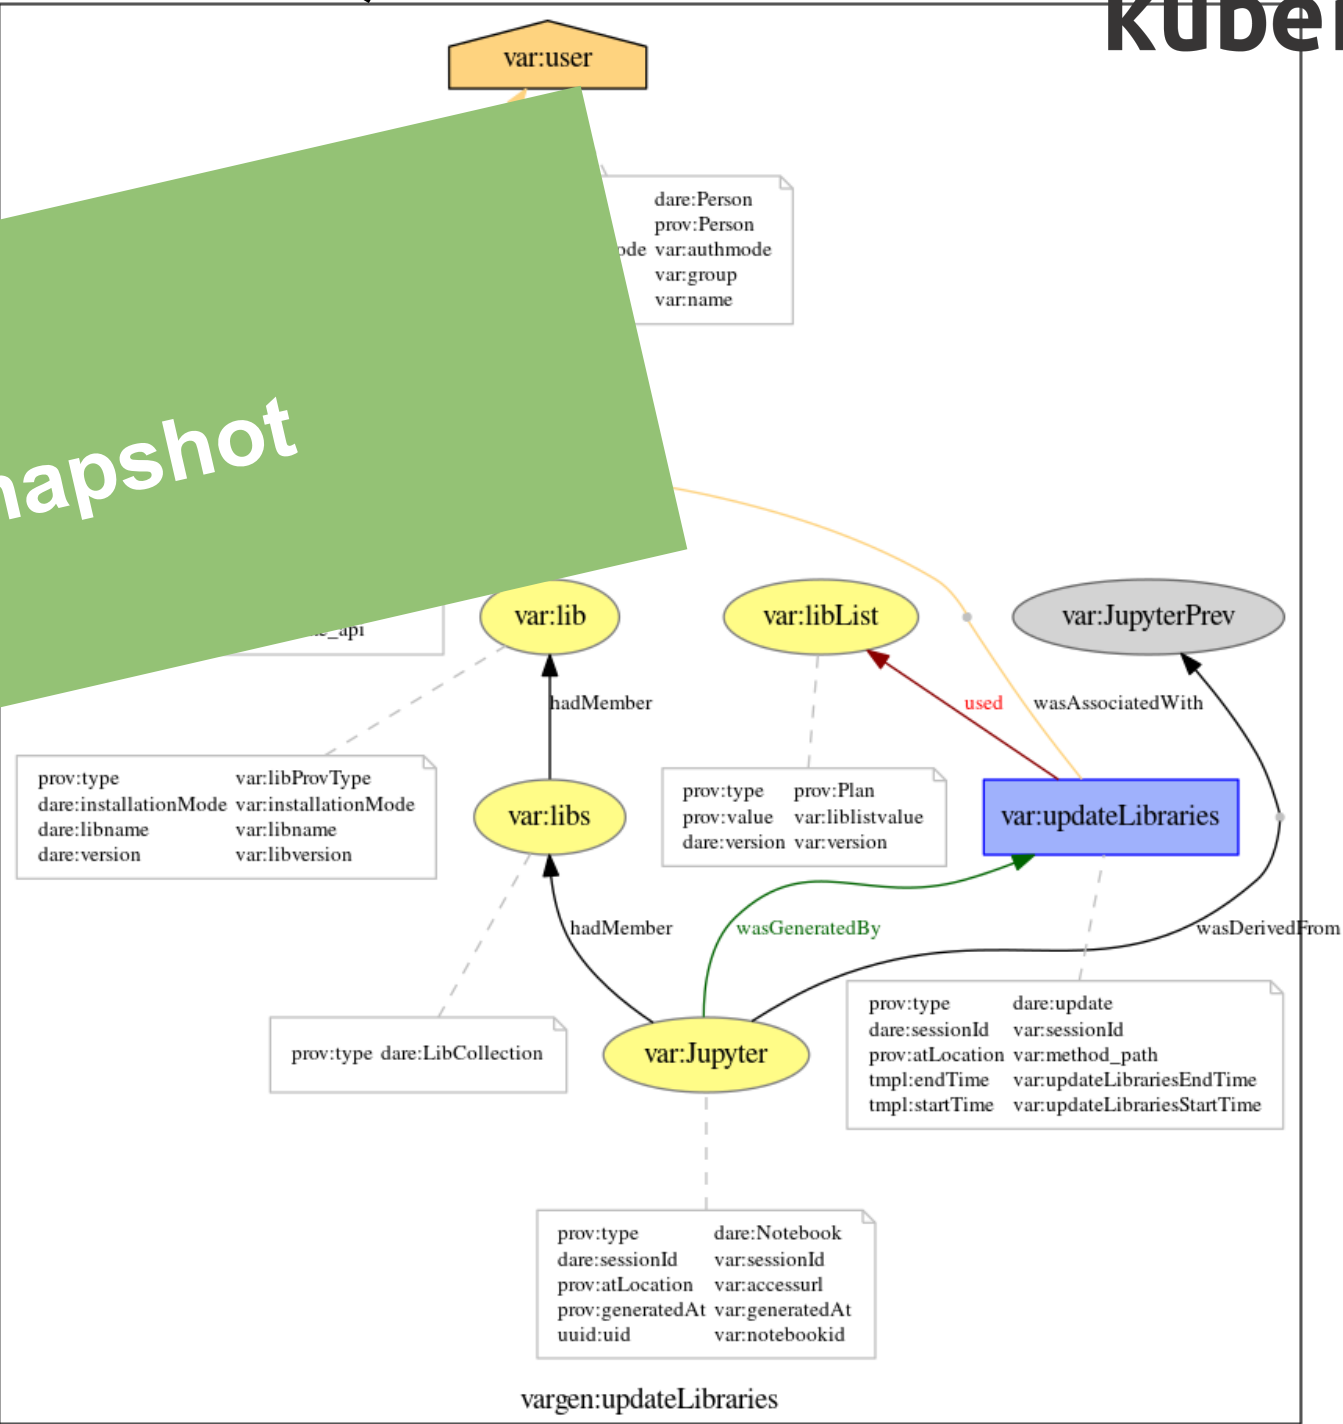 var:user
dare:Person
prov:Person
var:authmode
var:group
var:name
var:lib
var:libList
var:JupyterPrev
hadMember
used
wasAssociatedWith
prov:type var:libProvType
dare:installationMode var:installationMode
dare:libname var:libname
dare:version var:libversion
var:libs
prov:type prov:Plan
prov:value var:liblistvalue
dare:version var:version
var:updateLibraries
hadMember
wasGeneratedBy
wasDerivedFrom
prov:type dare:LibCollection
var:Jupyter
prov:type dare:update
dare:sessionId var:sessionId
prov:atLocation var:method_path
tmpl:endTime var:updateLibrariesEndTime
tmpl:startTime var:updateLibrariesStartTime
prov:type dare:Notebook
dare:sessionId var:sessionId
prov:atLocation var:accessurl
prov:generatedAt var:generatedAt
uuid:uid var:notebookid
vargen:updateLibraries